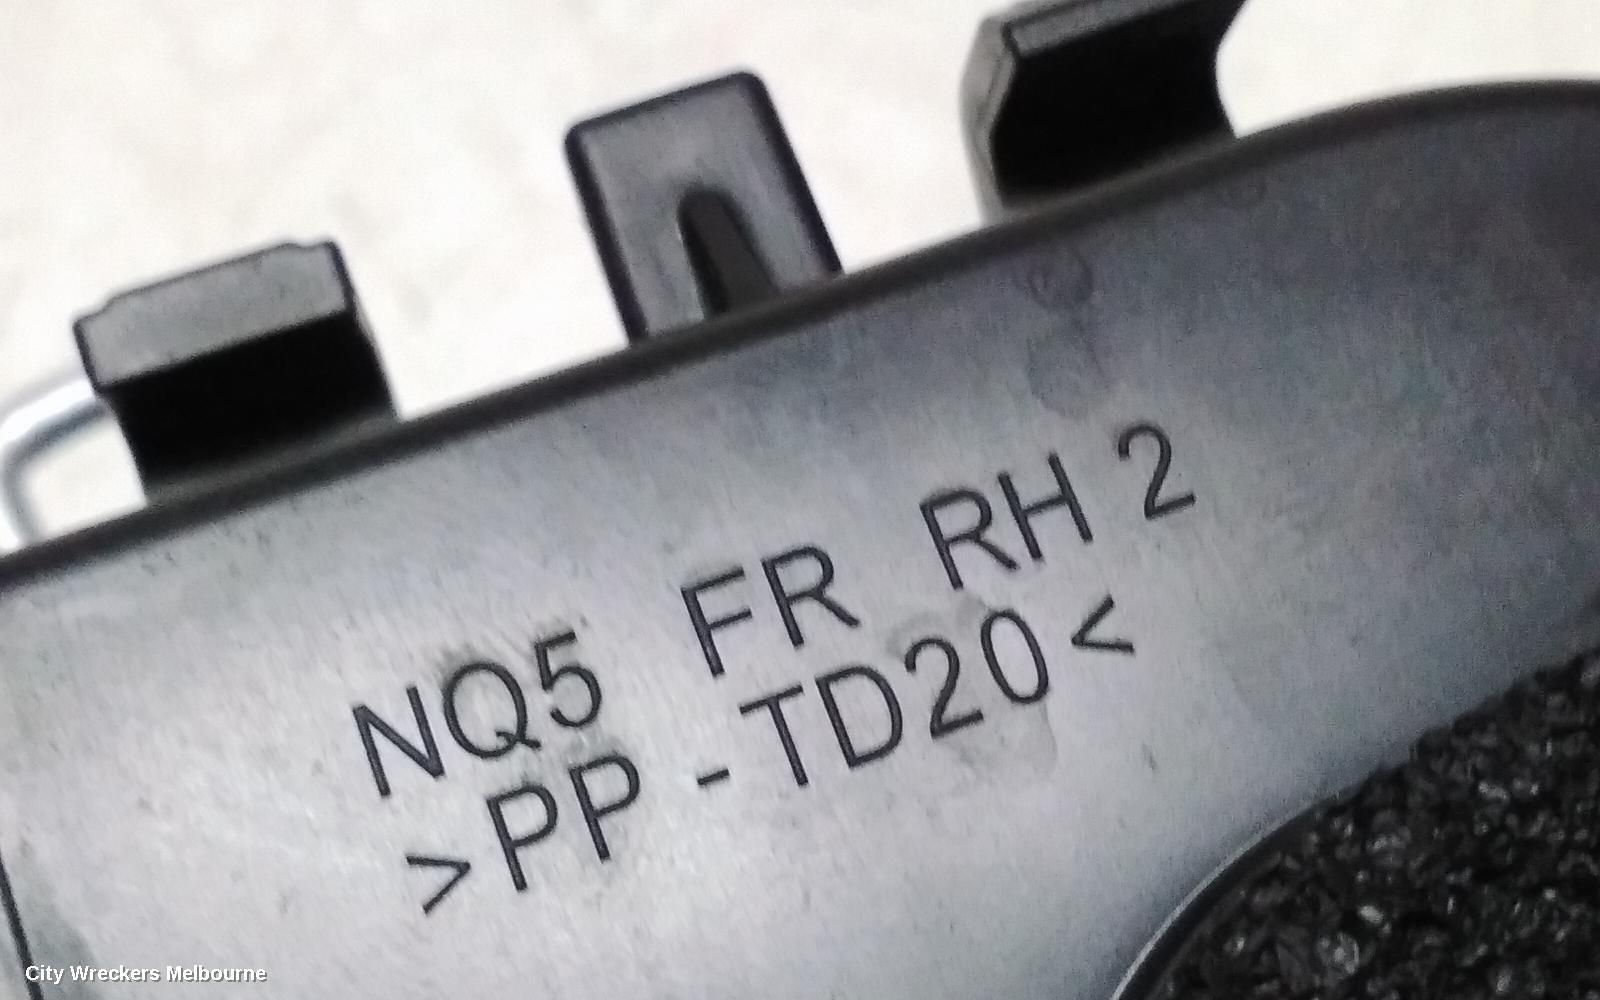 NQ5 FR RH 2
>PP-TD20<
City Wreckers Melbourne